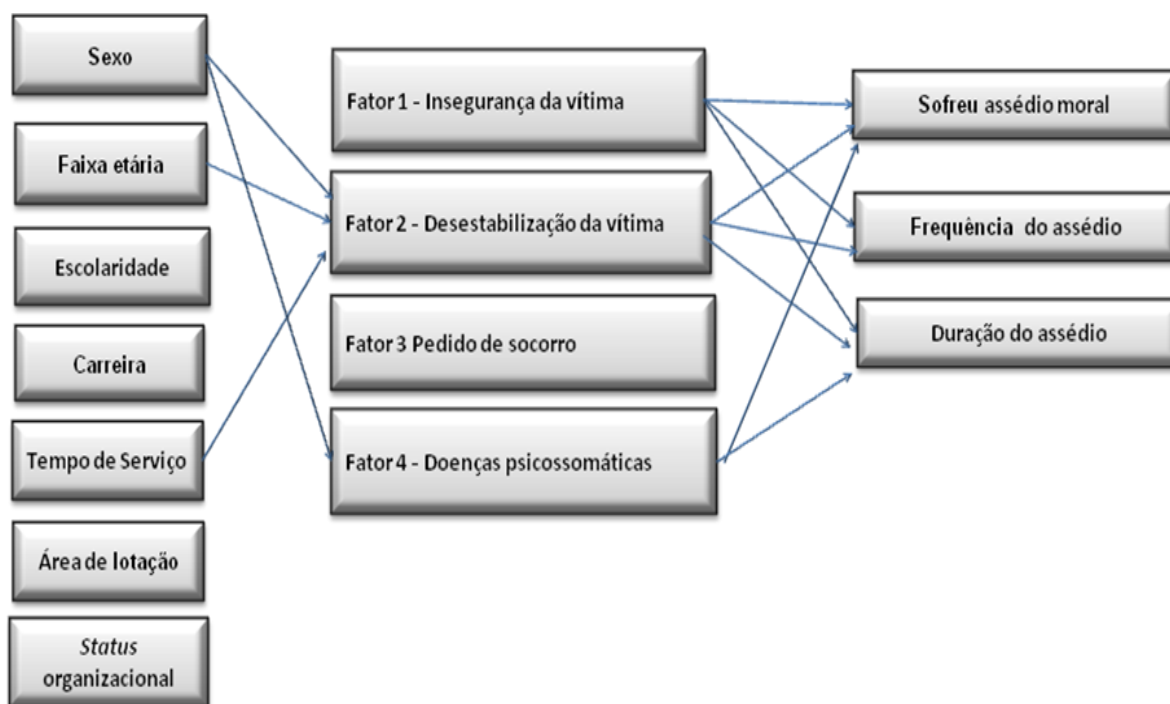 Sexo
Faixa etária
Escolaridade
Carreira
Tempo de Serviço
Área de lotação
Status
organizacional
Fator 1 - Insegurança da vítima
Fator 2 - Desestabilização da vítima
Fator 3 Pedido de socorro
Fator 4 - Doenças psicossomáticas
Sofreu assédio moral
Frequência do assédio
Duração do assédio